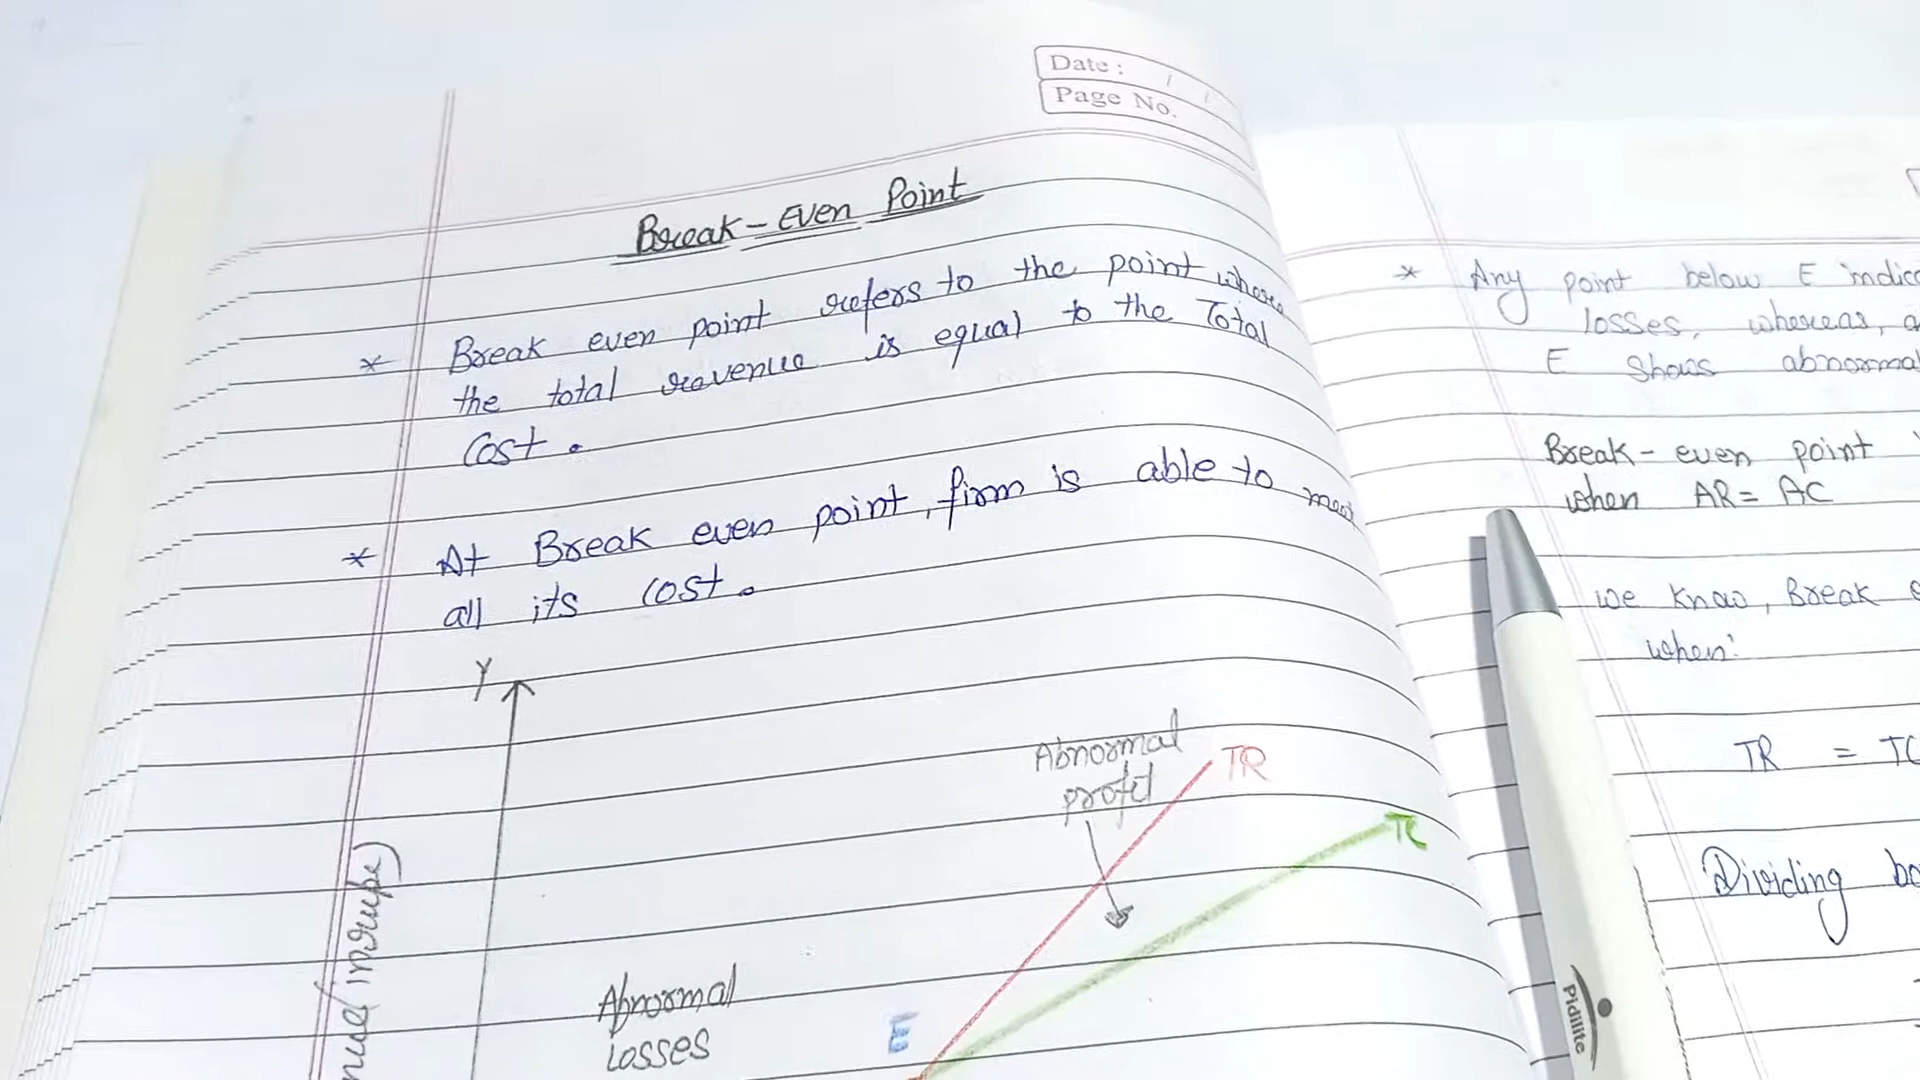 Date : / /
Page No.
Break - Even Point
* Break even point refers to the point where
the total revenue is equal to the Total
Cost.
* At Break even point, firm is able to meet
all its cost.
Y
Abnormal
profit
TR
TC
(in rupe)
Abnormal
Losses
E
* Any point below E
losses, whereas,
E shows
Break - even point
when AR = AC
we know, Break
when:
TR = TC
Dividing
Pidilite